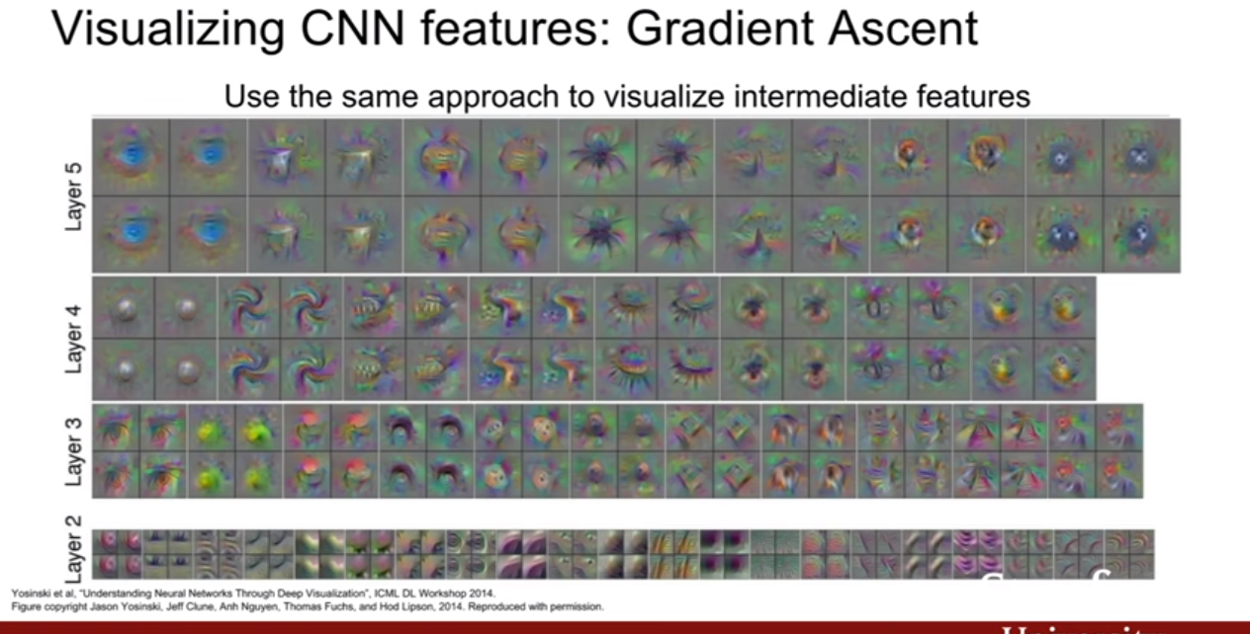 Visualizing CNN features: Gradient Ascent
Use the same approach to visualize intermediate features
Layer 5
Layer 4
Layer 3
Layer 2
Yosinski et al, "Understanding Neural Networks Through Deep Visualization", ICML DL Workshop 2014.
Figure copyright Jason Yosinski, Jeff Clune, Anh Nguyen, Thomas Fuchs, and Hod Lipson, 2014. Reproduced with permission.